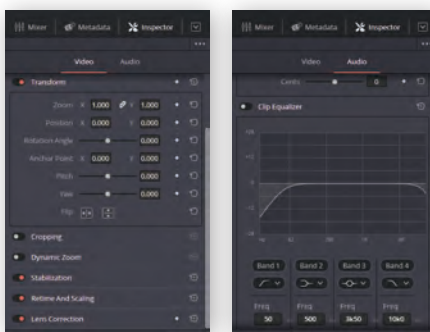 Mixer Metadata Inspector
Video Audio
Transform
Zoom X 1.000 Y 1.000
Position X 0.000 Y 0.000
Rotation Angle 0.000
Anchor Point X 0.000 Y 0.000
Pitch 0.000
Yaw 0.000
Flip
Cropping
Dynamic Zoom
Stabilization
Retime And Scaling
Lens Correction
Mixer Metadata Inspector
Video Audio
Cents 0
Clip Equalizer
Band 1 Band 2 Band 3 Band 4
Freq Freq Freq Freq
50 500 3k50 10k0